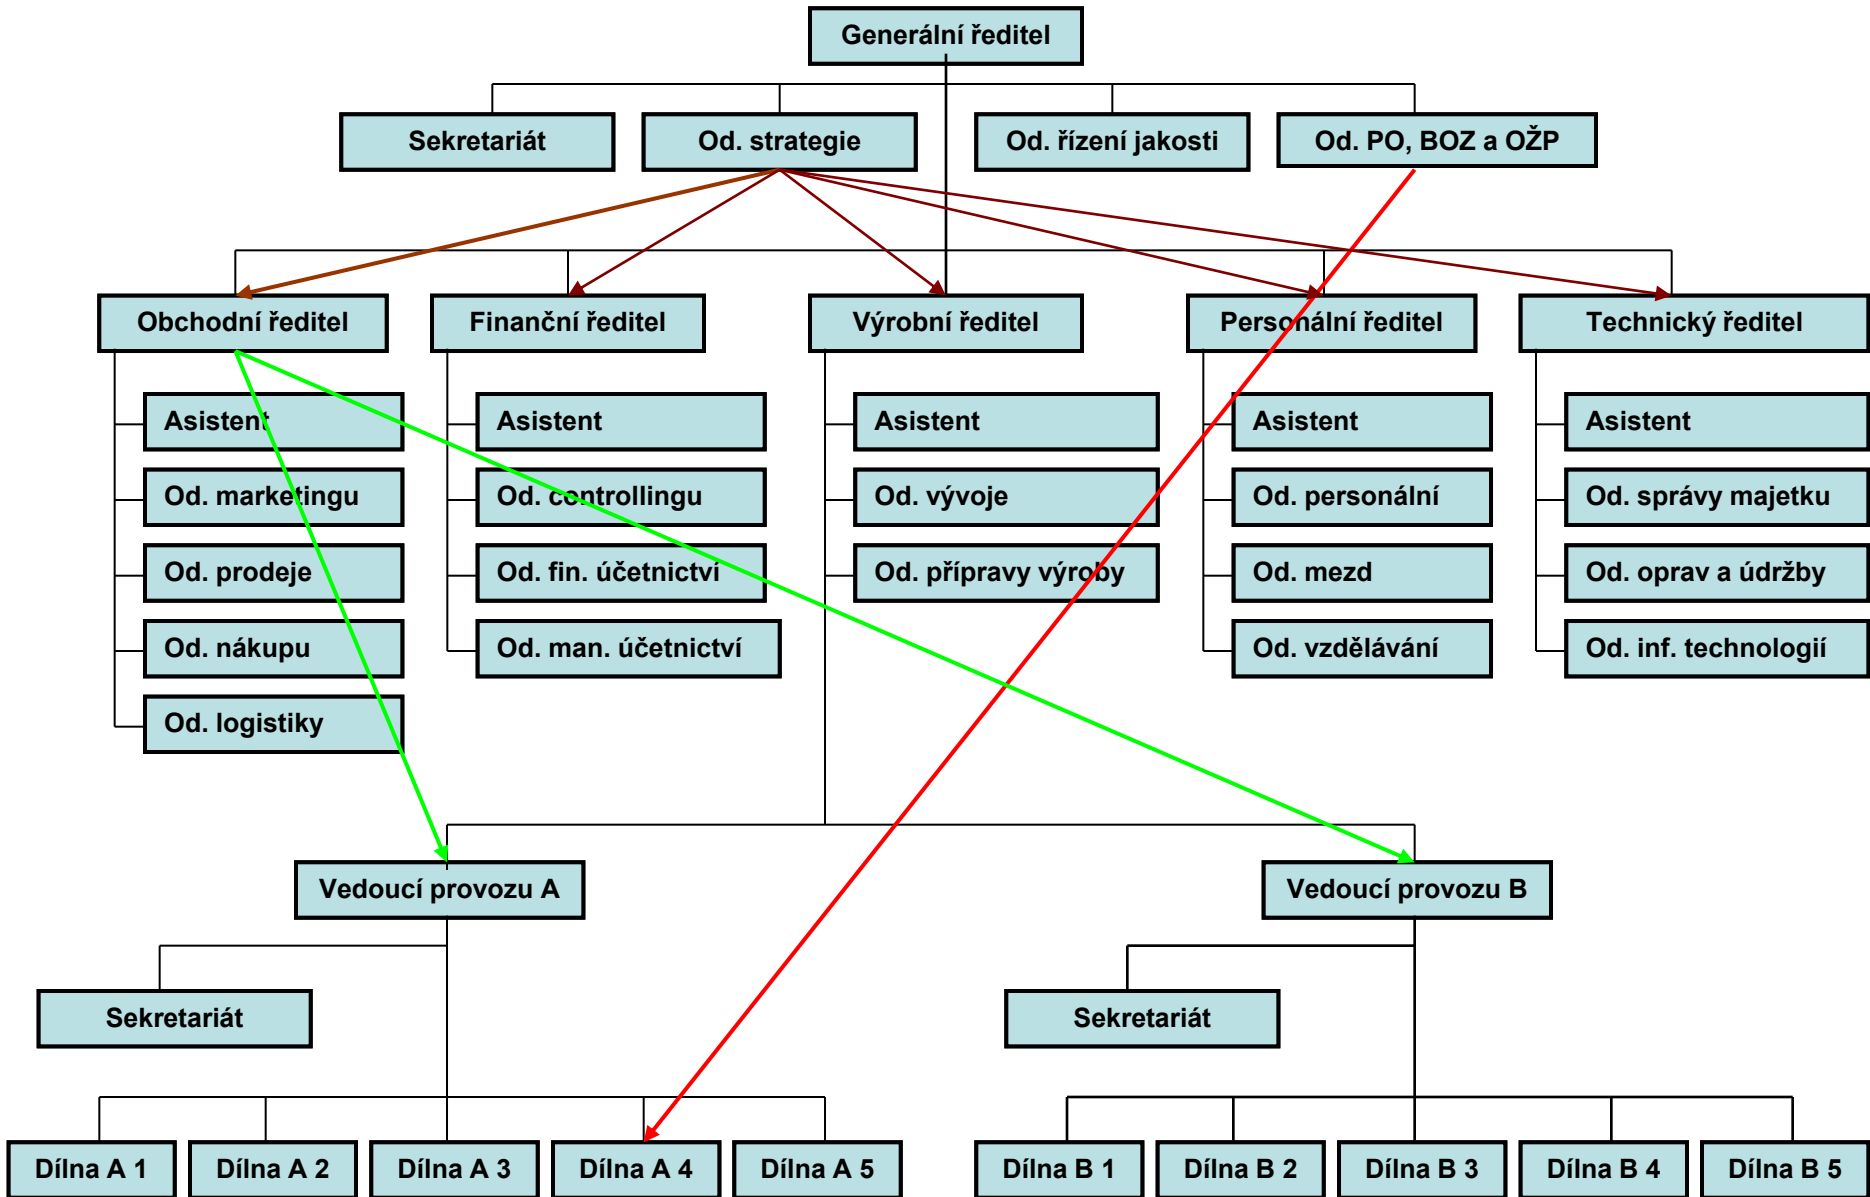 Generální ředitel
Sekretariát
Od. strategie
Od. řízení jakosti
Od. PO, BOZ a OŽP
Obchodní ředitel
Finanční ředitel
Výrobní ředitel
Personální ředitel
Technický ředitel
Asistent
Asistent
Asistent
Asistent
Asistent
Od. marketingu
Od. controllingu
Od. vývoje
Od. personální
Od. správy majetku
Od. prodeje
Od. fin. účetnictví
Od. přípravy výroby
Od. mezd
Od. oprav a údržby
Od. nákupu
Od. man. účetnictví
Od. vzdělávání
Od. inf. technologií
Od. logistiky
Vedoucí provozu A
Vedoucí provozu B
Sekretariát
Sekretariát
Dílna A 1
Dílna A 2
Dílna A 3
Dílna A 4
Dílna A 5
Dílna B 1
Dílna B 2
Dílna B 3
Dílna B 4
Dílna B 5